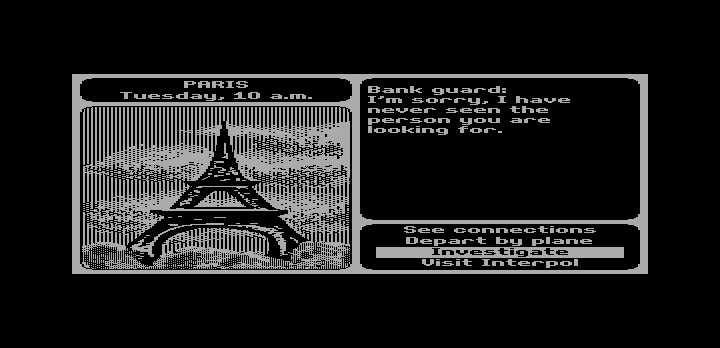 PARIS
Tuesday, 10 a.m.
Bank guard:
I'm sorry, I have
never seen the
person you are
looking for.
See connections
Depart by plane
Investigate
Visit Interpol